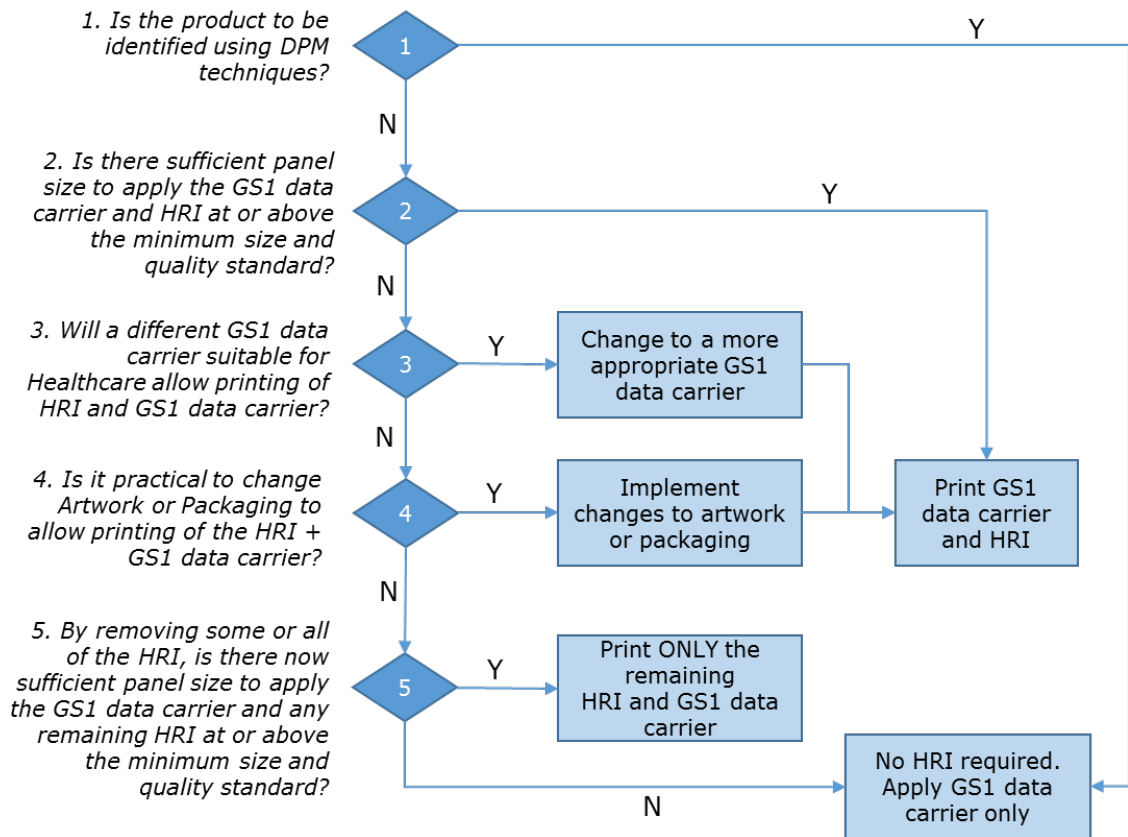 1. Is the product to be
identified using DPM
techniques?
1
Y
N
2. Is there sufficient panel
size to apply the GS1 data
carrier and HRI at or above
the minimum size and
quality standard?
2
Y
N
3. Will a different GS1 data
carrier suitable for
Healthcare allow printing of
HRI and GS1 data carrier?
3
Y
Change to a more
appropriate GS1
data carrier
N
4. Is it practical to change
Artwork or Packaging to
allow printing of the HRI +
GS1 data carrier?
4
Y
Implement
changes to artwork
or packaging
Print GS1
data carrier
and HRI
N
5. By removing some or all
of the HRI, is there now
sufficient panel size to apply
the GS1 data carrier and any
remaining HRI at or above
the minimum size and
quality standard?
5
Y
Print ONLY the
remaining
HRI and GS1 data
carrier
N
No HRI required.
Apply GS1 data
carrier only